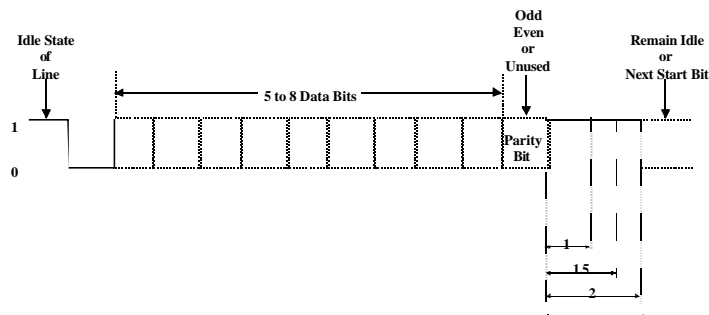 Odd
Even
or
Unused
Idle State
of
Line
Remain Idle
or
Next Start Bit
5 to 8 Data Bits
1
0
Parity
Bit
1
1.5
2